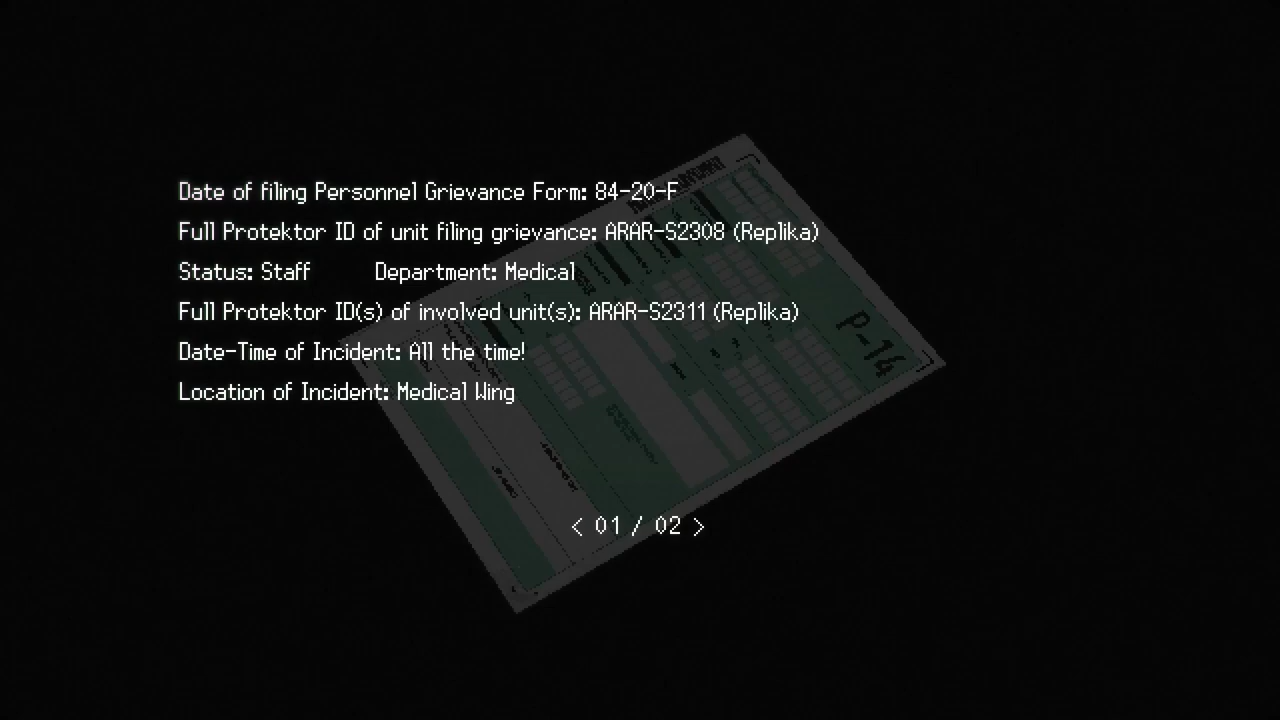 Date of filing Personnel Grievance Form: 84-20-F
Full Protektor ID of unit filing grievance: ARAR-S2308 (Replika)
Status: Staff Department: Medical
Full Protektor ID(s) of involved unit(s): ARAR-S2311 (Replika)
Date-Time of Incident: All the time!
Location of Incident: Medical Wing
P-14
< 01 / 02 >